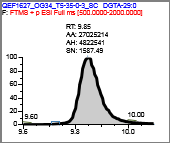 QEF1627_OG34_T5-35-0-3_SC DGTA-29:0
F: FTMS + p ESI Full ms [500.0000-2000.0000]
RT: 9.85
AA: 27025214
AH: 4822541
SN: 1587.49
100
80
60
40
20
0
9.60
10.00
9.6
9.8
10.0